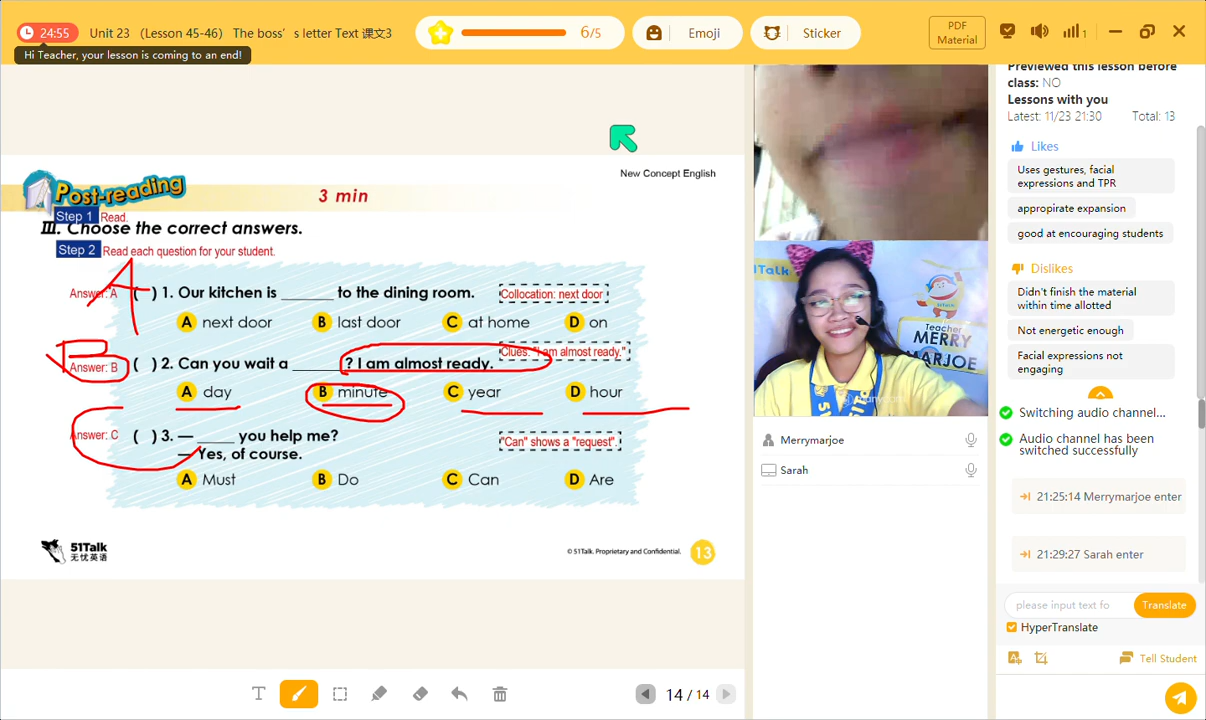 24:55
Unit 23 (Lesson 45-46) The boss’s letter Text 课文3
6/5
Emoji
Sticker
PDF
Material
1
Hi Teacher, your lesson is coming to an end!
Previewed this lesson before
class: NO
Lessons with you
Latest: 11/23 21:30 Total: 13
Likes
Uses gestures, facial
expressions and TPR
appropirate expansion
good at encouraging students
Dislikes
Didn't finish the material
within time allotted
Not energetic enough
Facial expressions not
engaging
Switching audio channel...
Audio channel has been
switched successfully
21:25:14 Merrymarjoe enter
21:29:27 Sarah enter
please input text fo
Translate
HyperTranslate
Tell Student
New Concept English
Post-reading
3 min
Step 1 Read.
III. Choose the correct answers.
Step 2 Read each question for your student.
A
Answer: A ( ) 1. Our kitchen is ______ to the dining room. Collocation: next door
A next door B last door C at home D on
B
Answer: B ( ) 2. Can you wait a ______? I am almost ready. Clues: "I am almost ready."
A day B minute C year D hour
C
Answer: C ( ) 3. — ____ you help me? "Can" shows a "request".
— Yes, of course.
A Must B Do C Can D Are
51Talk
无忧英语
© 51Talk. Proprietary and Confidential.
13
51Talk
Teacher
MERRY
MARJOE
Merrymarjoe
Sarah
T
14 / 14